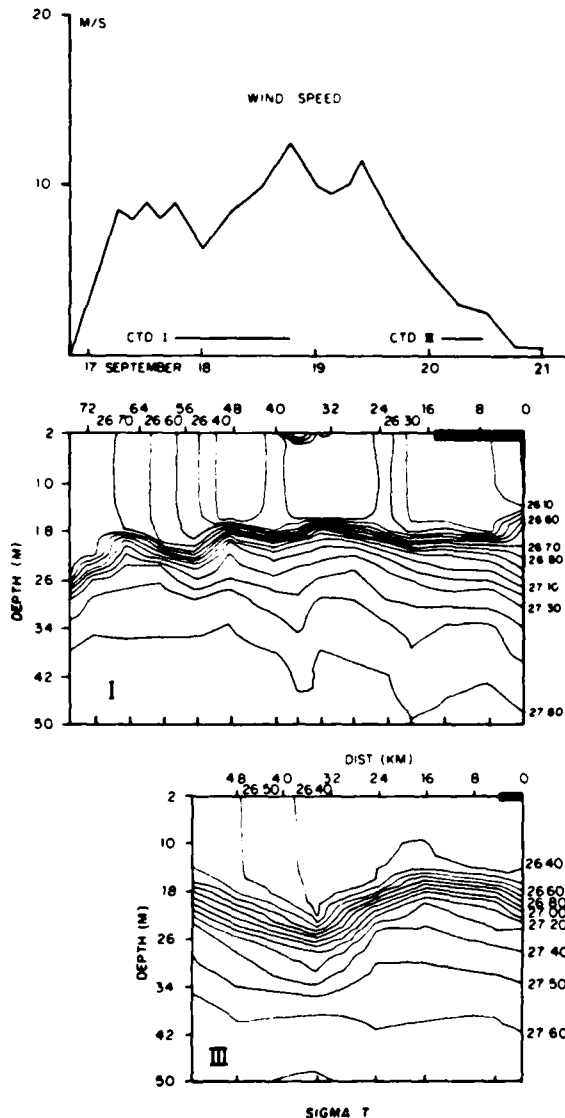 20 M/S
WIND SPEED
10
CTD I CTD III
17 SEPTEMBER 18 19 20 21
72 64 56 48 40 32 24 16 8 0
26 70 26 60 26 40 26 30
2
10
18
26
34
42
50
DEPTH (M)
26.10
26.60
26.70
26.80
27.10
27.30
27.80
I
DIST (KM)
48 40 32 24 16 8 0
26.50 26.40
2
10
18
26
34
42
50
DEPTH (M)
26.40
26.60
26.80
27.00
27.20
27.40
27.50
27.60
III
SIGMA T